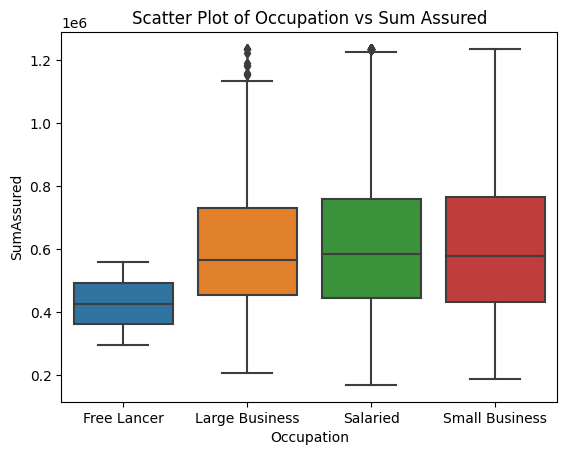 Scatter Plot of Occupation vs Sum Assured
1e6
1.2
1.0
0.8
0.6
0.4
0.2
SumAssured
Free Lancer
Large Business
Salaried
Small Business
Occupation